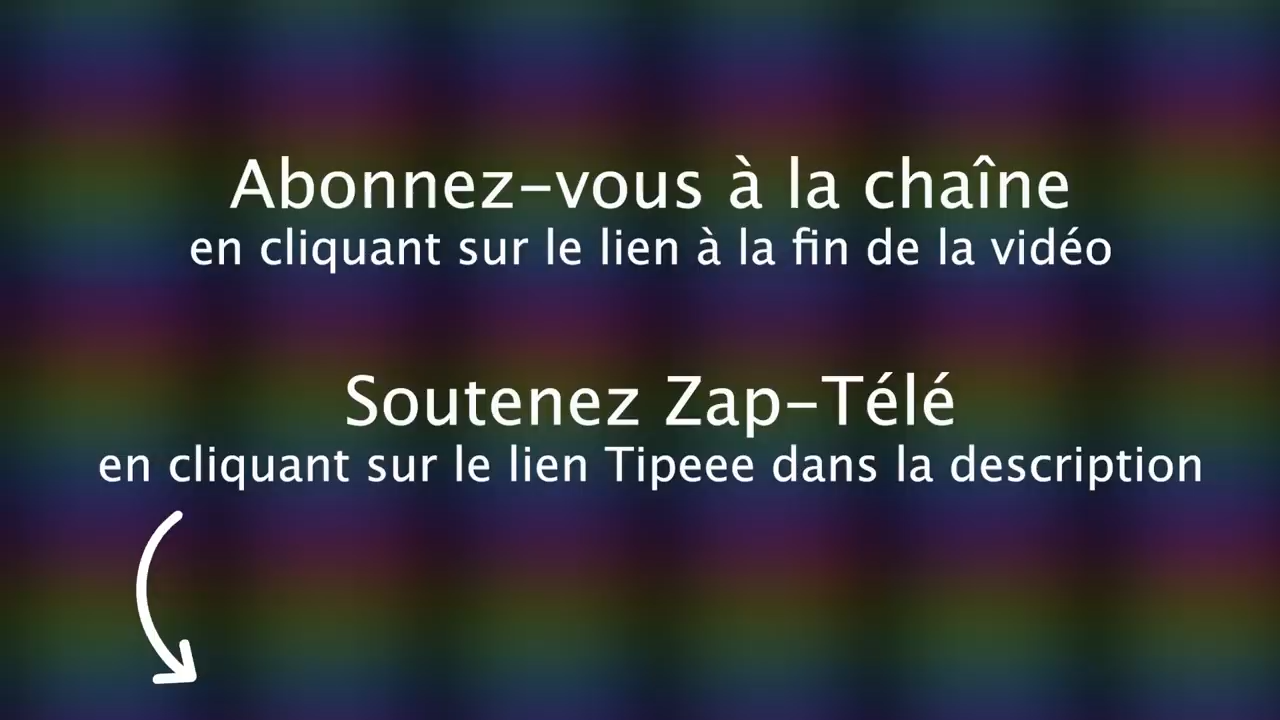 Abonnez-vous à la chaîne
en cliquant sur le lien à la fin de la vidéo
Soutenez Zap-Télé
en cliquant sur le lien Tipeee dans la description